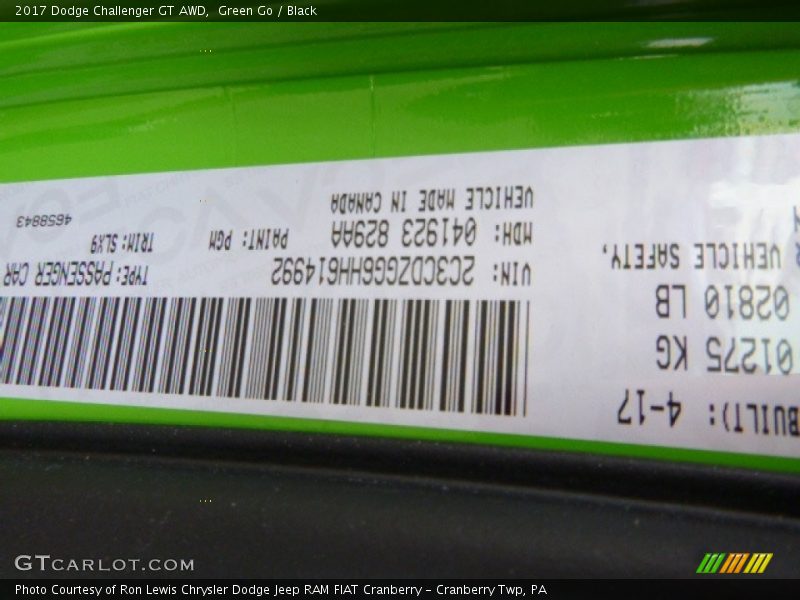 2017 Dodge Challenger GT AWD, Green Go / Black
BUILT): 4-17
01275 KG
02810 LB
VEHICLE SAFETY.
VIN: 2C3CDZGG6HH614992
TYPE: PASSENGER CAR
MDH: 041923 829AA
PAINT: PGM
TRIM: SLX9
VEHICLE MADE IN CANADA
4658843
GTCARLOT.COM
Photo Courtesy of Ron Lewis Chrysler Dodge Jeep RAM FIAT Cranberry – Cranberry Twp, PA